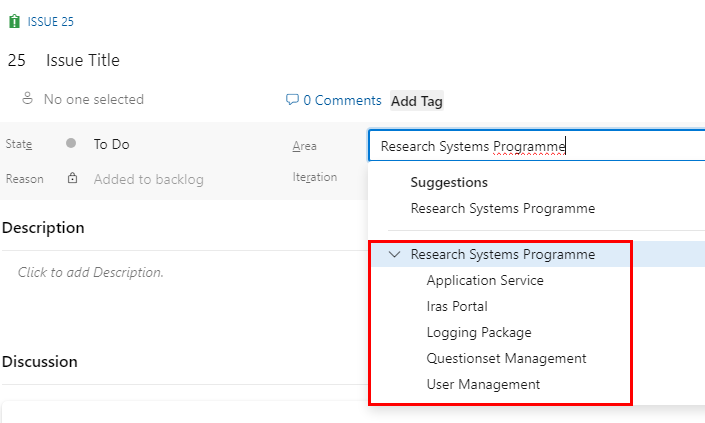 ISSUE 25
25 Issue Title
No one selected
0 Comments Add Tag
State To Do Area Research Systems Programme
Reason Added to backlog Iteration
Suggestions
Research Systems Programme
Description
Research Systems Programme
Click to add Description.
Application Service
Iras Portal
Logging Package
Questionset Management
Discussion
User Management